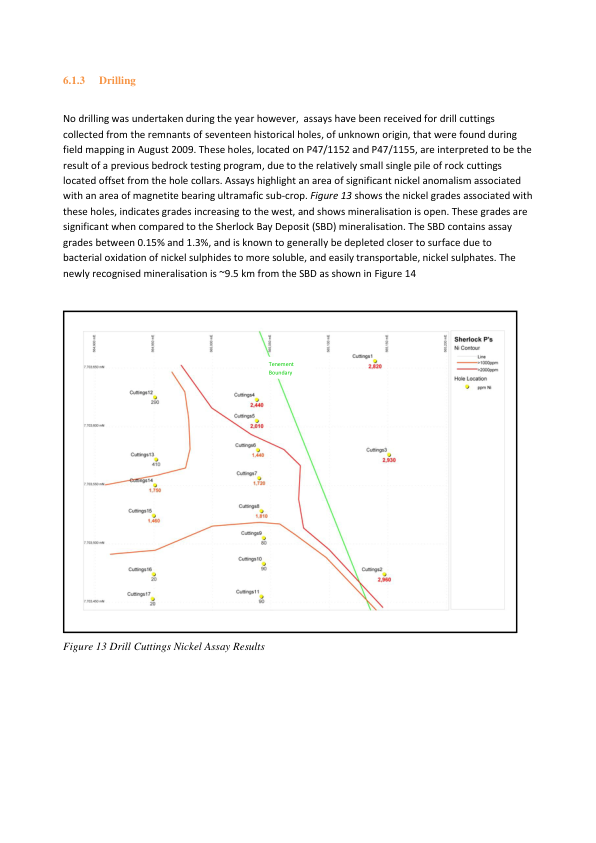 6.1.3 Drilling
No drilling was undertaken during the year however, assays have been received for drill cuttings
collected from the remnants of seventeen historical holes, of unknown origin, that were found during
field mapping in August 2009. These holes, located on P47/1152 and P47/1155, are interpreted to be the
result of a previous bedrock testing program, due to the relatively small single pile of rock cuttings
located offset from the hole collars. Assays highlight an area of significant nickel anomalism associated
with an area of magnetite bearing ultramafic sub-crop. Figure 13 shows the nickel grades associated with
these holes, indicates grades increasing to the west, and shows mineralisation is open. These grades are
significant when compared to the Sherlock Bay Deposit (SBD) mineralisation. The SBD contains assay
grades between 0.15% and 1.3%, and is known to generally be depleted closer to surface due to
bacterial oxidation of nickel sulphides to more soluble, and easily transportable, nickel sulphates. The
newly recognised mineralisation is ~9.5 km from the SBD as shown in Figure 14
Sherlock P's
Ni Contour
Line
1000ppm
>2000ppm
Hole Location
ppm Ni
Tenement
Boundary
Cuttings1
2,820
Cuttings12
Cuttings4
2,440
Cuttings5
2,010
Cuttings6
1,440
Cuttings3
2,930
Cuttings13
410
Cuttings7
1,720
Cuttings14
1,750
Cuttings15
1,465
Cuttings8
1,810
Cuttings9
Cuttings10
Cuttings2
2,960
Cuttings16
20
Cuttings17
Cuttings11
Figure 13 Drill Cuttings Nickel Assay Results